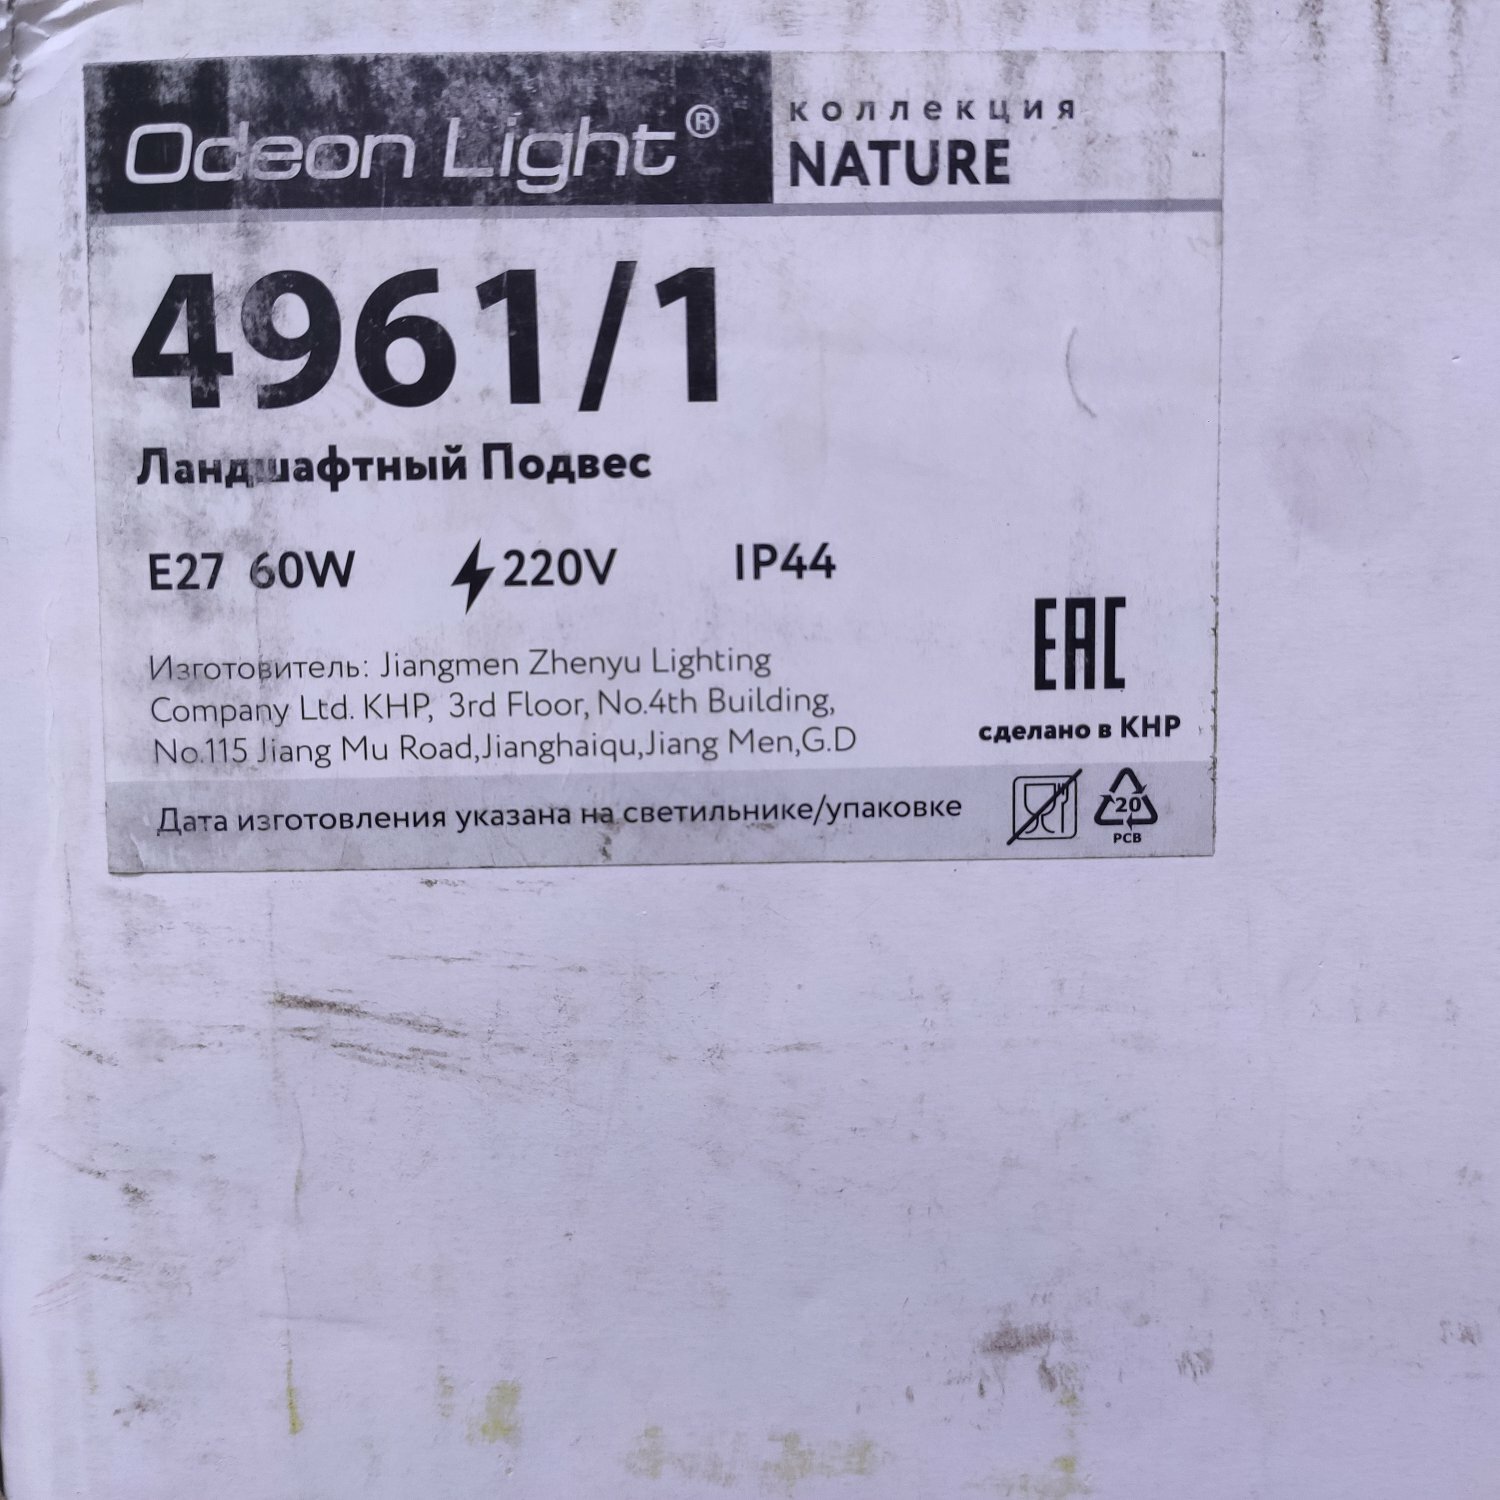 Odeon Light®
коллекция
NATURE
4961/1
Ландшафтный Подвес
E27 60W 220V IP44
Изготовитель: Jiangmen Zhenyu Lighting
Company Ltd. КНР, 3rd Floor, No.4th Building,
No.115 Jiang Mu Road,Jianghaiqu,Jiang Men,G.D
EAC
сделано в КНР
Дата изготовления указана на светильнике/упаковке
20
PCB